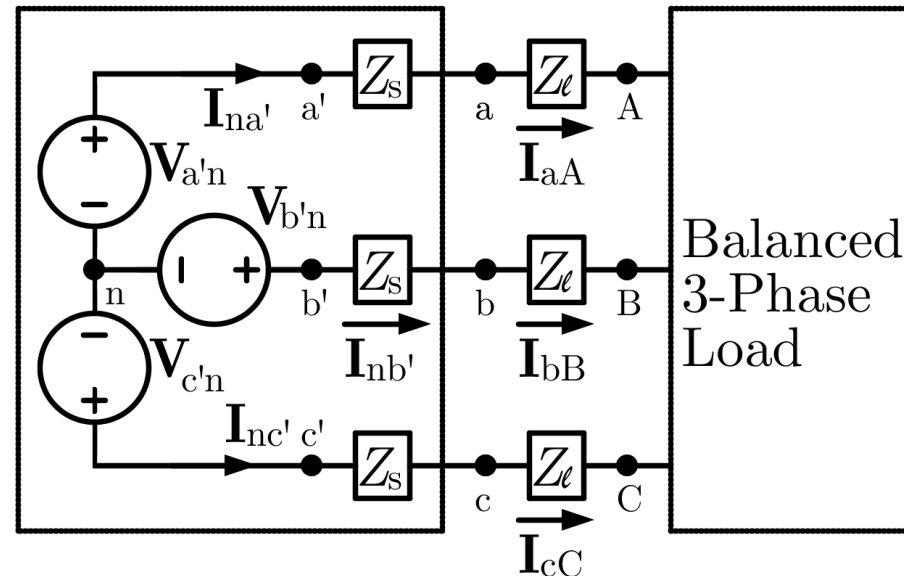 Z_s
Z_ℓ
I_na'
a'
a
A
I_aA
+
V_a'n
−
V_b'n
−
+
Z_s
Z_ℓ
n
b'
b
B
I_nb'
I_bB
−
V_c'n
+
I_nc'
c'
Z_s
Z_ℓ
c
C
I_cC
Balanced
3-Phase
Load